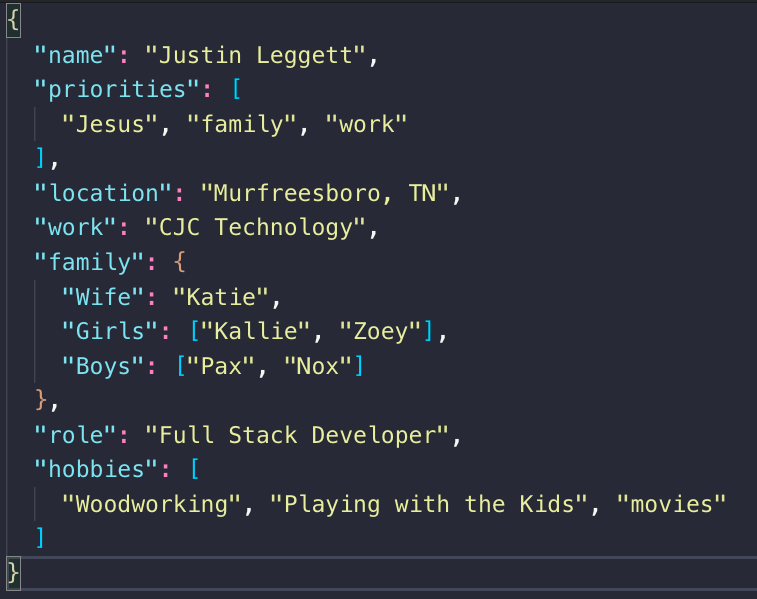 {
"name": "Justin Leggett",
"priorities": [
"Jesus", "family", "work"
],
"location": "Murfreesboro, TN",
"work": "CJC Technology",
"family": {
"Wife": "Katie",
"Girls": ["Kallie", "Zoey"],
"Boys": ["Pax", "Nox"]
},
"role": "Full Stack Developer",
"hobbies": [
"Woodworking", "Playing with the Kids", "movies"
]
}